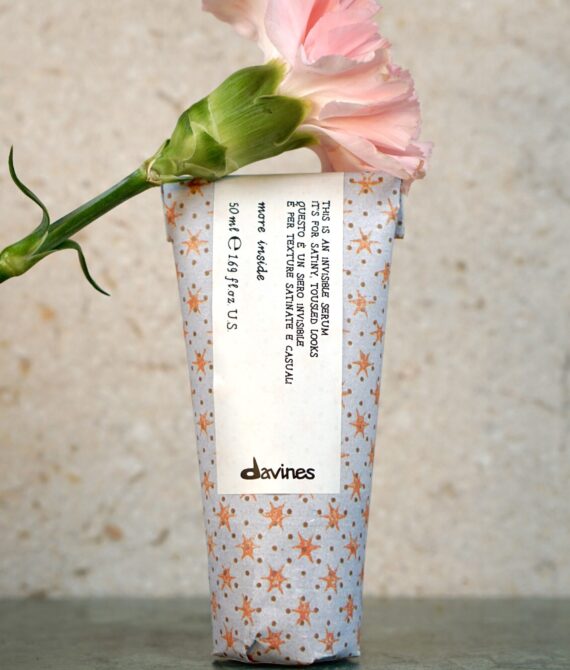 THIS IS AN INVISIBLE SERUM
IT'S FOR SATINY, TOUSLED LOOKS
QUESTO È UN SIERO INVISIBILE
È PER TEXTURE SATINATE E CASUALI
more inside
50 ml ℮ 1.69 fl.oz U.S.
davines